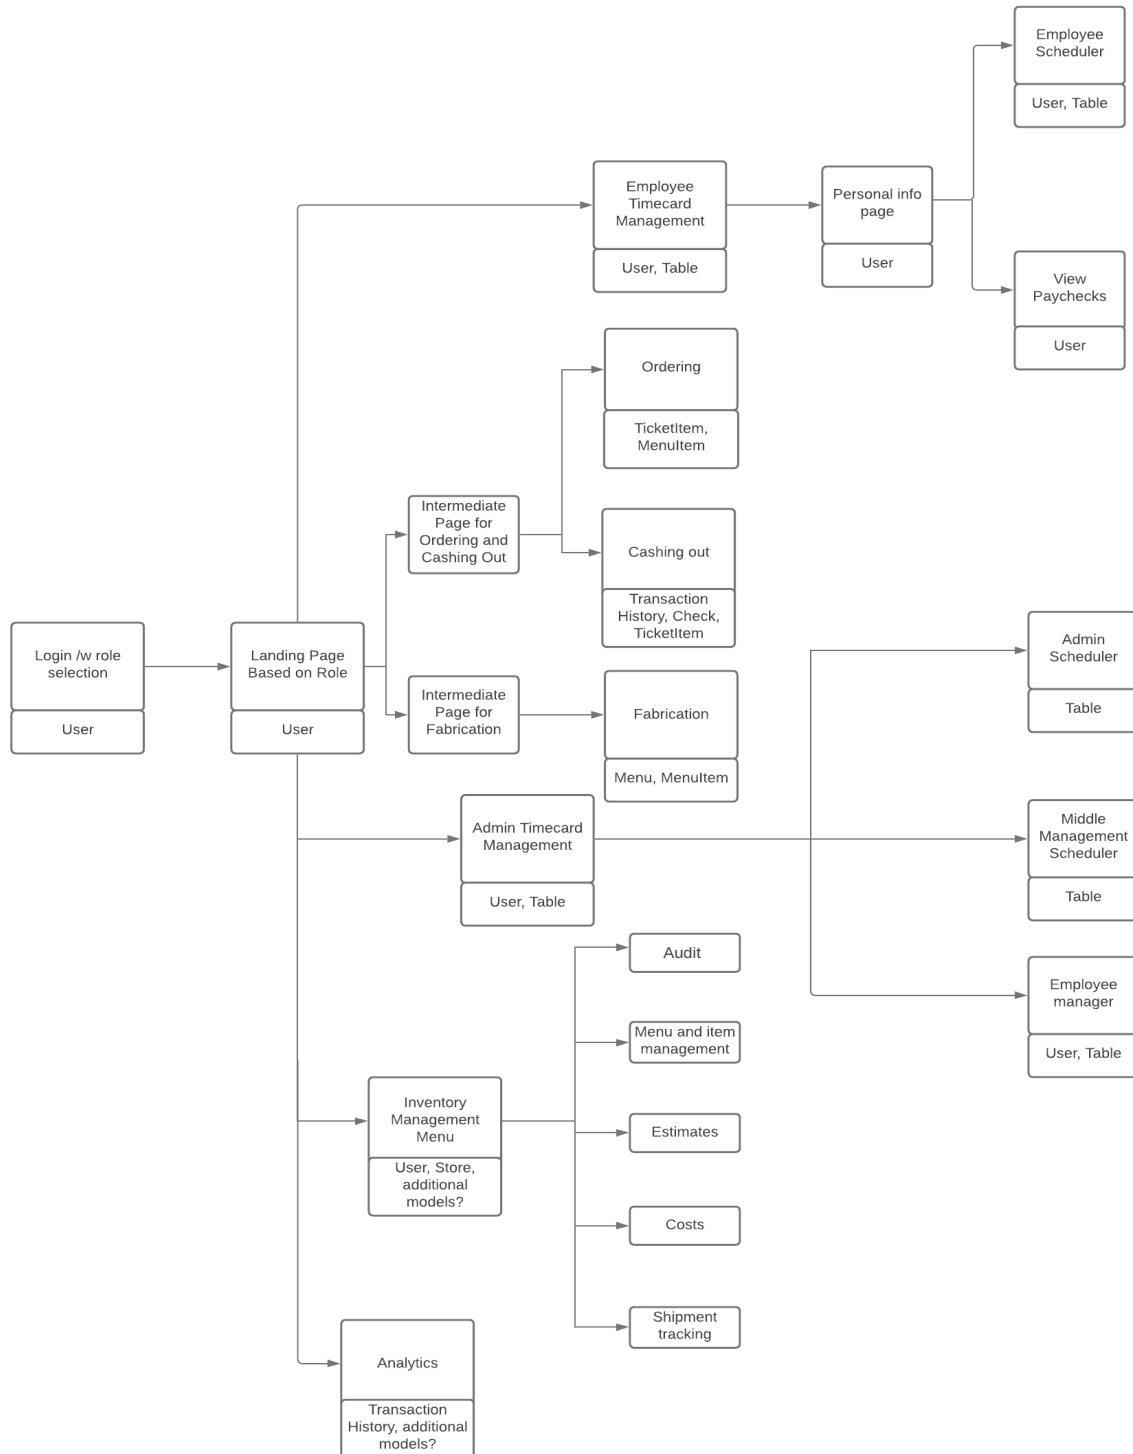 Employee
Scheduler
User, Table
Employee
Timecard
Management
User, Table
Personal info
page
User
View
Paychecks
User
Ordering
TicketItem,
MenuItem
Intermediate
Page for
Ordering and
Cashing Out
Cashing out
Transaction
History, Check,
TicketItem
Login /w role
selection
User
Landing Page
Based on Role
User
Intermediate
Page for
Fabrication
Fabrication
Menu, MenuItem
Admin
Scheduler
Table
Admin Timecard
Management
User, Table
Middle
Management
Scheduler
Table
Employee
manager
User, Table
Audit
Menu and item
management
Inventory
Management
Menu
User, Store,
additional
models?
Estimates
Costs
Shipment
tracking
Analytics
Transaction
History, additional
models?